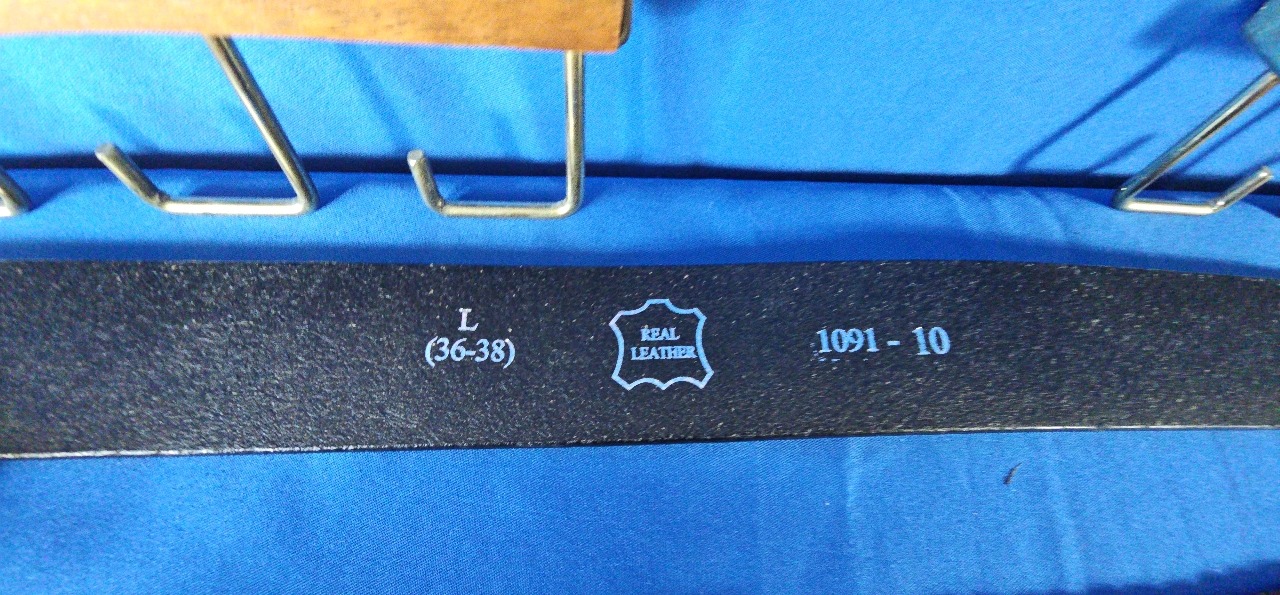 L
(36-38)
REAL
LEATHER
1091 - 10